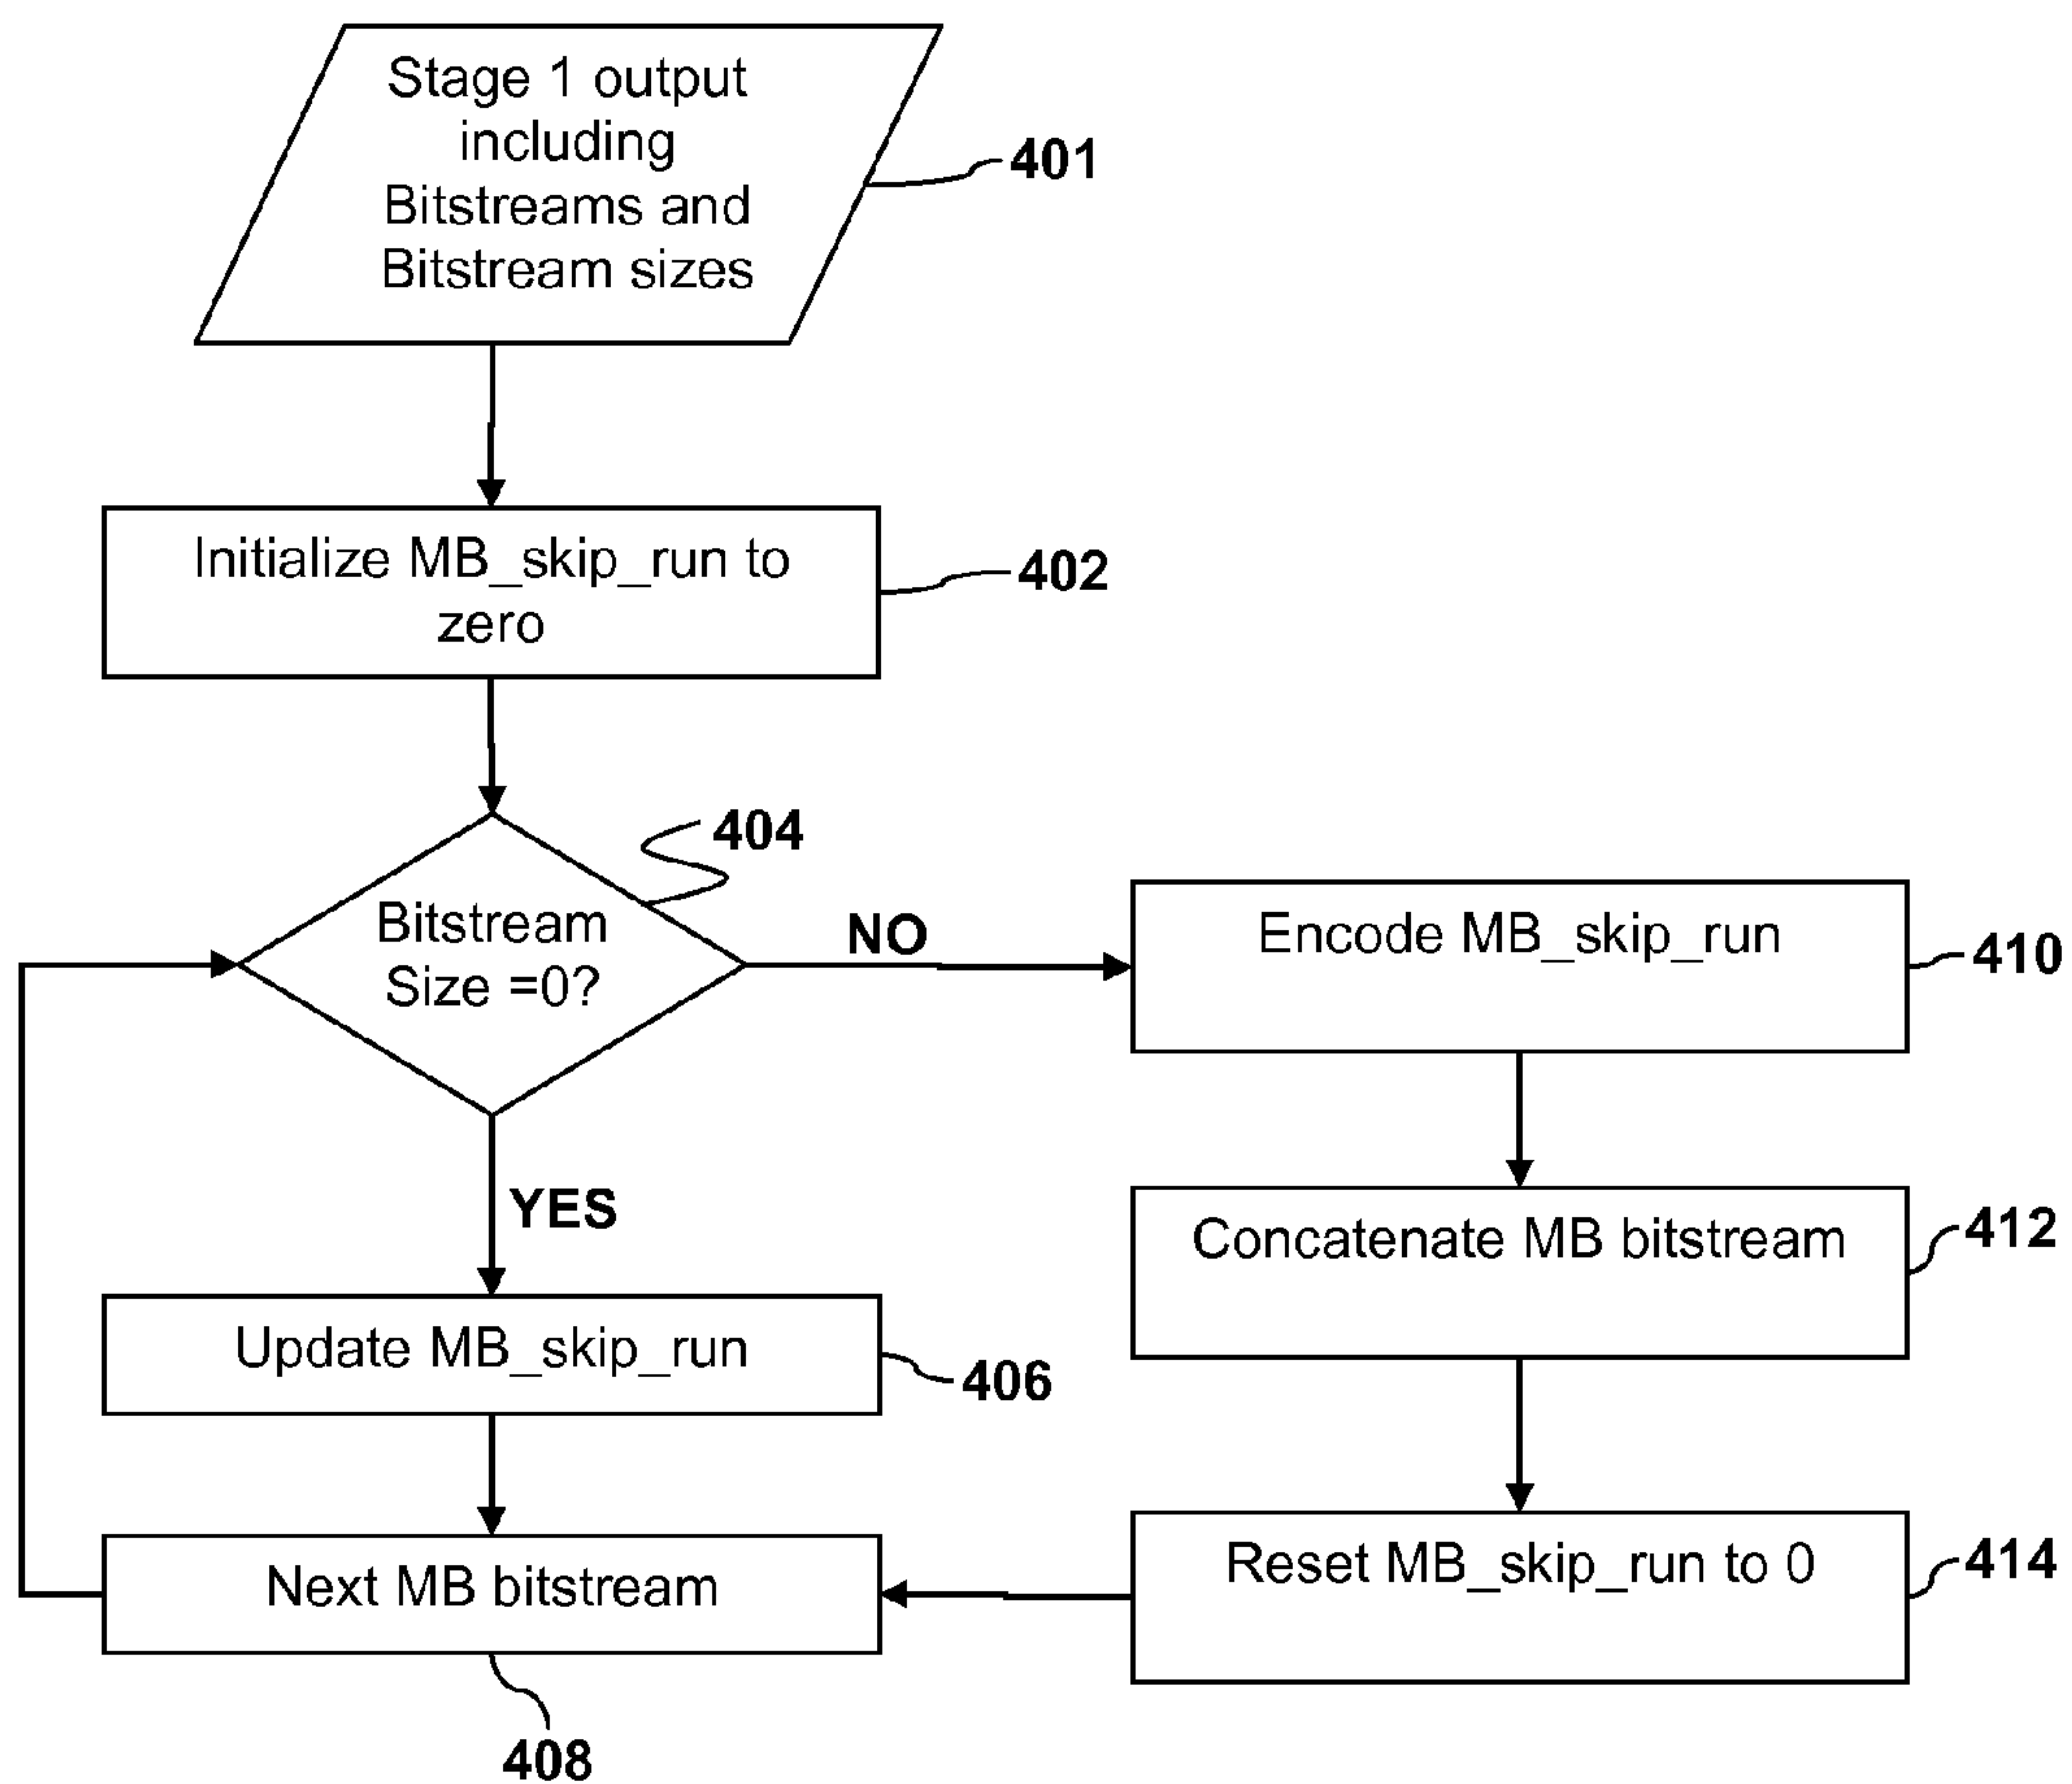 Stage 1 output
including
Bitstreams and
Bitstream sizes
401
Initialize MB_skip_run to
zero
402
404
Bitstream
Size =0?
NO
Encode MB_skip_run
410
YES
Concatenate MB bitstream
412
Update MB_skip_run
406
Next MB bitstream
408
Reset MB_skip_run to 0
414